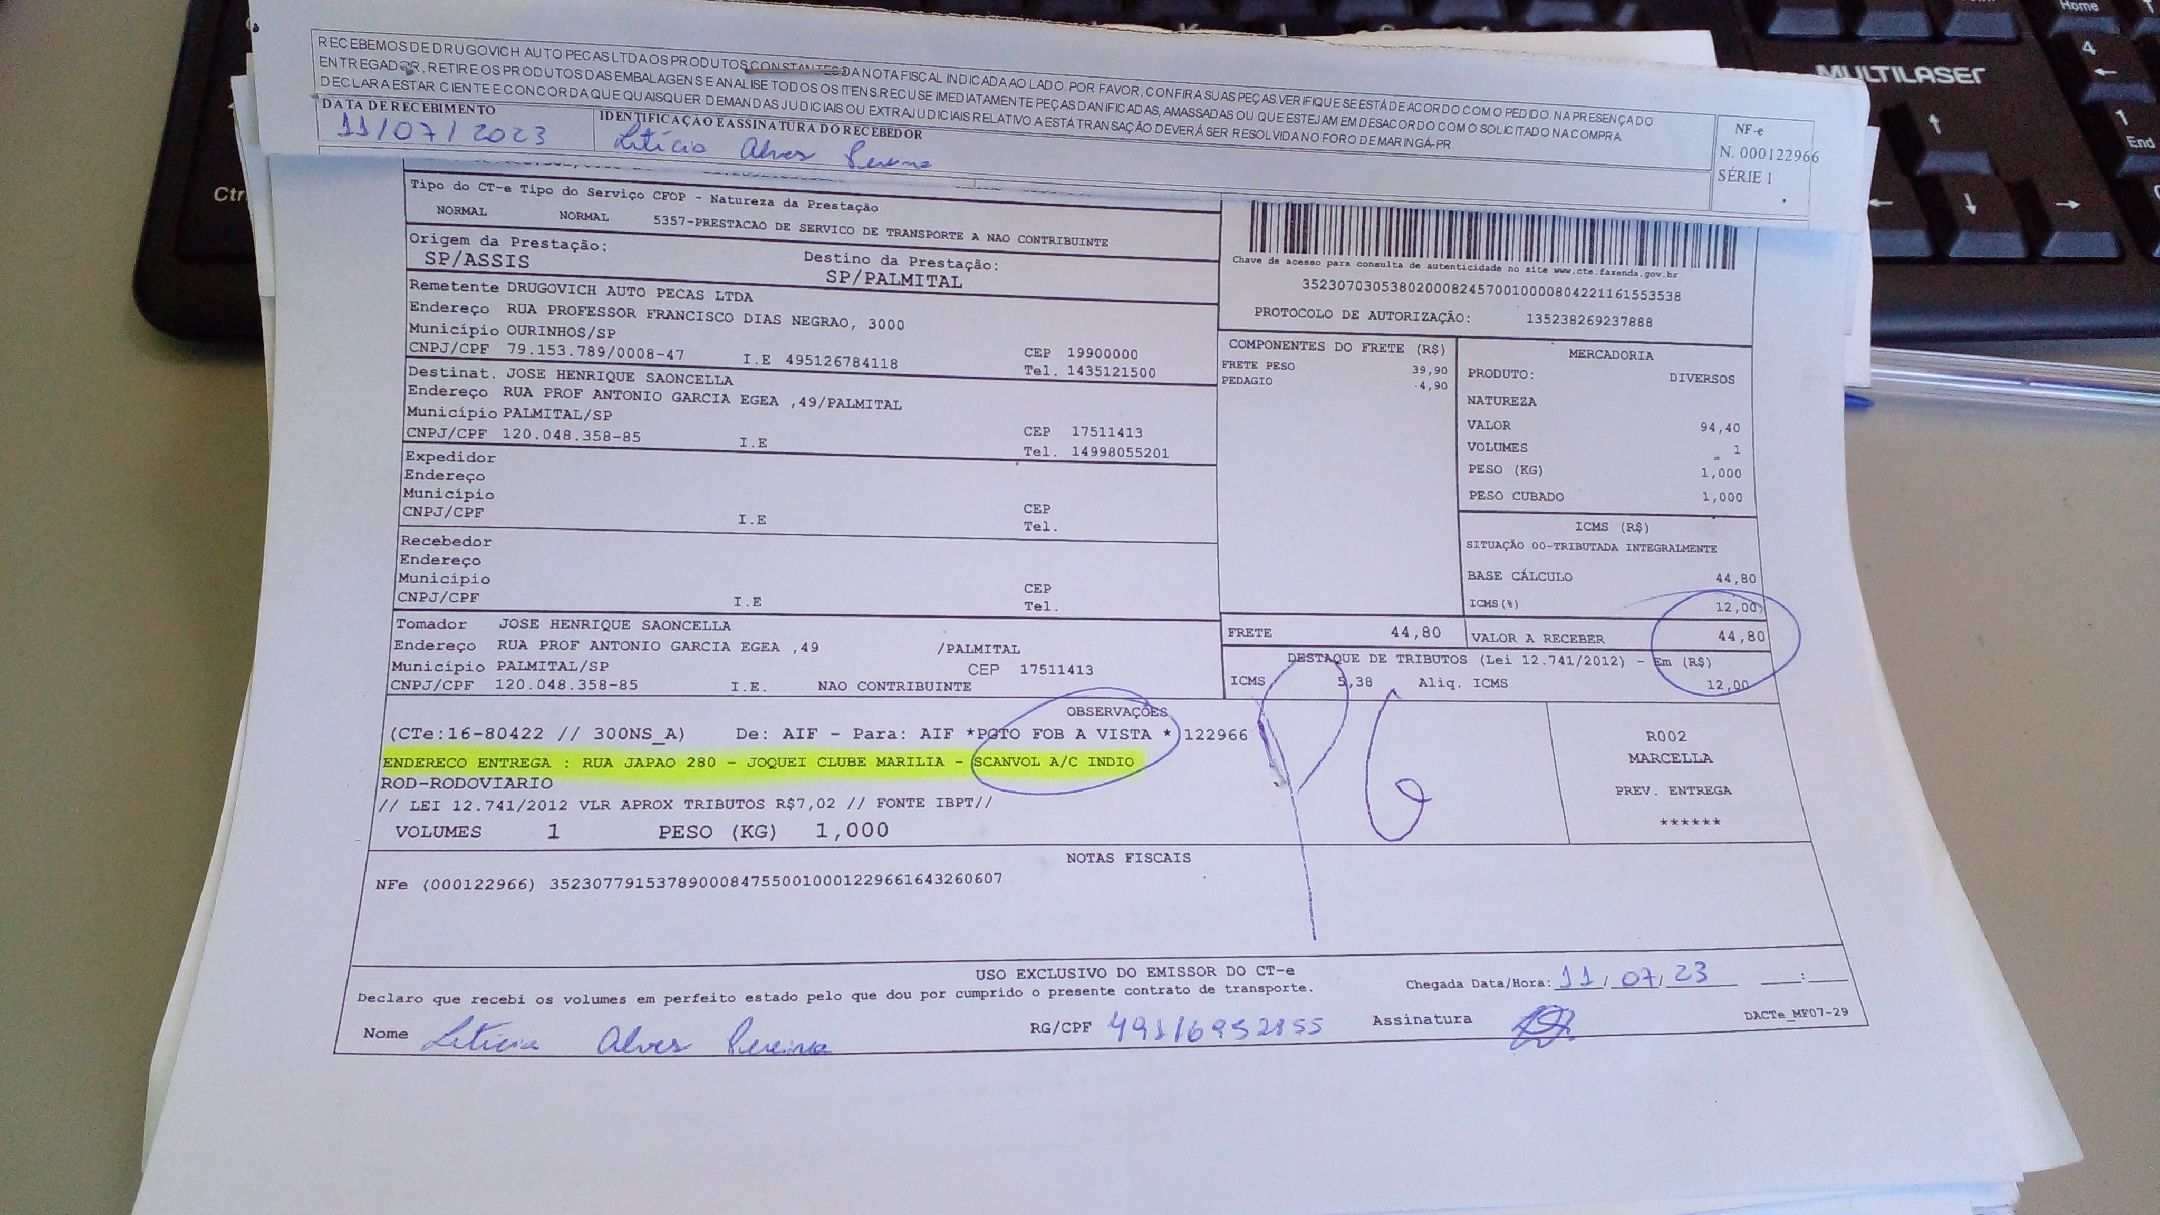 RECEBEMOS DE DRUGOVICH AUTO PECAS LTDA OS PRODUTOS CONSTANTES DA NOTA FISCAL INDICADA AO LADO. POR FAVOR, CONFIRA SUAS PEÇAS. VERIFIQUE SE ESTÁ DE ACORDO COM O PEDIDO. NA PRESENÇA DO
ENTREGADOR, RETIRE OS PRODUTOS DAS EMBALAGENS E ANALISE TODOS OS ITENS. RECUSE IMEDIATAMENTE PEÇAS DANIFICADAS, AMASSADAS OU QUE ESTEJAM EM DESACORDO COM O SOLICITADO NA COMPRA.
DECLARA ESTAR CIENTE E CONCORDA QUE QUAISQUER DEMANDAS JUDICIAIS OU EXTRAJUDICIAIS RELATIVO A ESTÁ TRANSAÇÃO DEVERÁ SER RESOLVIDA NO FORO DE MARINGÁ-PR
DATA DE RECEBIMENTO
11/07/2023
IDENTIFICAÇÃO E ASSINATURA DO RECEBEDOR
Letícia Alves Pereira
NF-e
N. 000122966
SÉRIE 1
Tipo do CT-e Tipo do Serviço CFOP - Natureza da Prestação
NORMAL NORMAL 5357-PRESTACAO DE SERVICO DE TRANSPORTE A NAO CONTRIBUINTE
Origem da Prestação: Destino da Prestação:
SP/ASSIS SP/PALMITAL
Remetente DRUGOVICH AUTO PECAS LTDA
Endereço RUA PROFESSOR FRANCISCO DIAS NEGRAO, 3000
Município OURINHOS/SP CEP 19900000
CNPJ/CPF 79.153.789/0008-47 I.E 495126784118 Tel. 1435121500
Destinat. JOSE HENRIQUE SAONCELLA
Endereço RUA PROF ANTONIO GARCIA EGEA ,49/PALMITAL
Município PALMITAL/SP CEP 17511413
CNPJ/CPF 120.048.358-85 I.E Tel. 14998055201
Expedidor
Endereço
Município CEP
CNPJ/CPF I.E Tel.
Recebedor
Endereço
Município CEP
CNPJ/CPF I.E Tel.
Tomador JOSE HENRIQUE SAONCELLA
Endereço RUA PROF ANTONIO GARCIA EGEA ,49 /PALMITAL
Município PALMITAL/SP CEP 17511413
CNPJ/CPF 120.048.358-85 I.E. NAO CONTRIBUINTE
Chave de acesso para consulta de autenticidade no site www.cte.fazenda.gov.br
35230703053802000824570010000804221161553538
PROTOCOLO DE AUTORIZAÇÃO: 135238269237888
COMPONENTES DO FRETE (R$)
FRETE PESO 39,90
PEDAGIO 4,90
MERCADORIA
PRODUTO: DIVERSOS
NATUREZA
VALOR 94,40
VOLUMES 1
PESO (KG) 1,000
PESO CUBADO 1,000
ICMS (R$)
SITUAÇÃO 00-TRIBUTADA INTEGRALMENTE
BASE CÁLCULO 44,80
ICMS(%) 12,00
FRETE 44,80 VALOR A RECEBER 44,80
DESTAQUE DE TRIBUTOS (Lei 12.741/2012) - Em (R$)
ICMS 5,38 Aliq. ICMS 12,00
OBSERVAÇÕES
(CTe:16-80422 // 300NS_A) De: AIF - Para: AIF *PGTO FOB A VISTA * 122966
ENDERECO ENTREGA : RUA JAPAO 280 - JOQUEI CLUBE MARILIA - SCANVOL A/C INDIO
ROD-RODOVIARIO
// LEI 12.741/2012 VLR APROX TRIBUTOS R$7,02 // FONTE IBPT//
VOLUMES 1 PESO (KG) 1,000
PG
R002
MARCELLA
PREV. ENTREGA
******
NOTAS FISCAIS
NFe (000122966) 35230779153789000847550010001229661643260607
USO EXCLUSIVO DO EMISSOR DO CT-e
Declaro que recebi os volumes em perfeito estado pelo que dou por cumprido o presente contrato de transporte.
Chegada Data/Hora: 11/07/23 __:__
Nome Letícia Alves Pereira RG/CPF 49116952855 Assinatura
DACTe_MF07-29
MULTILASER
Home
4
1
End
Ctr